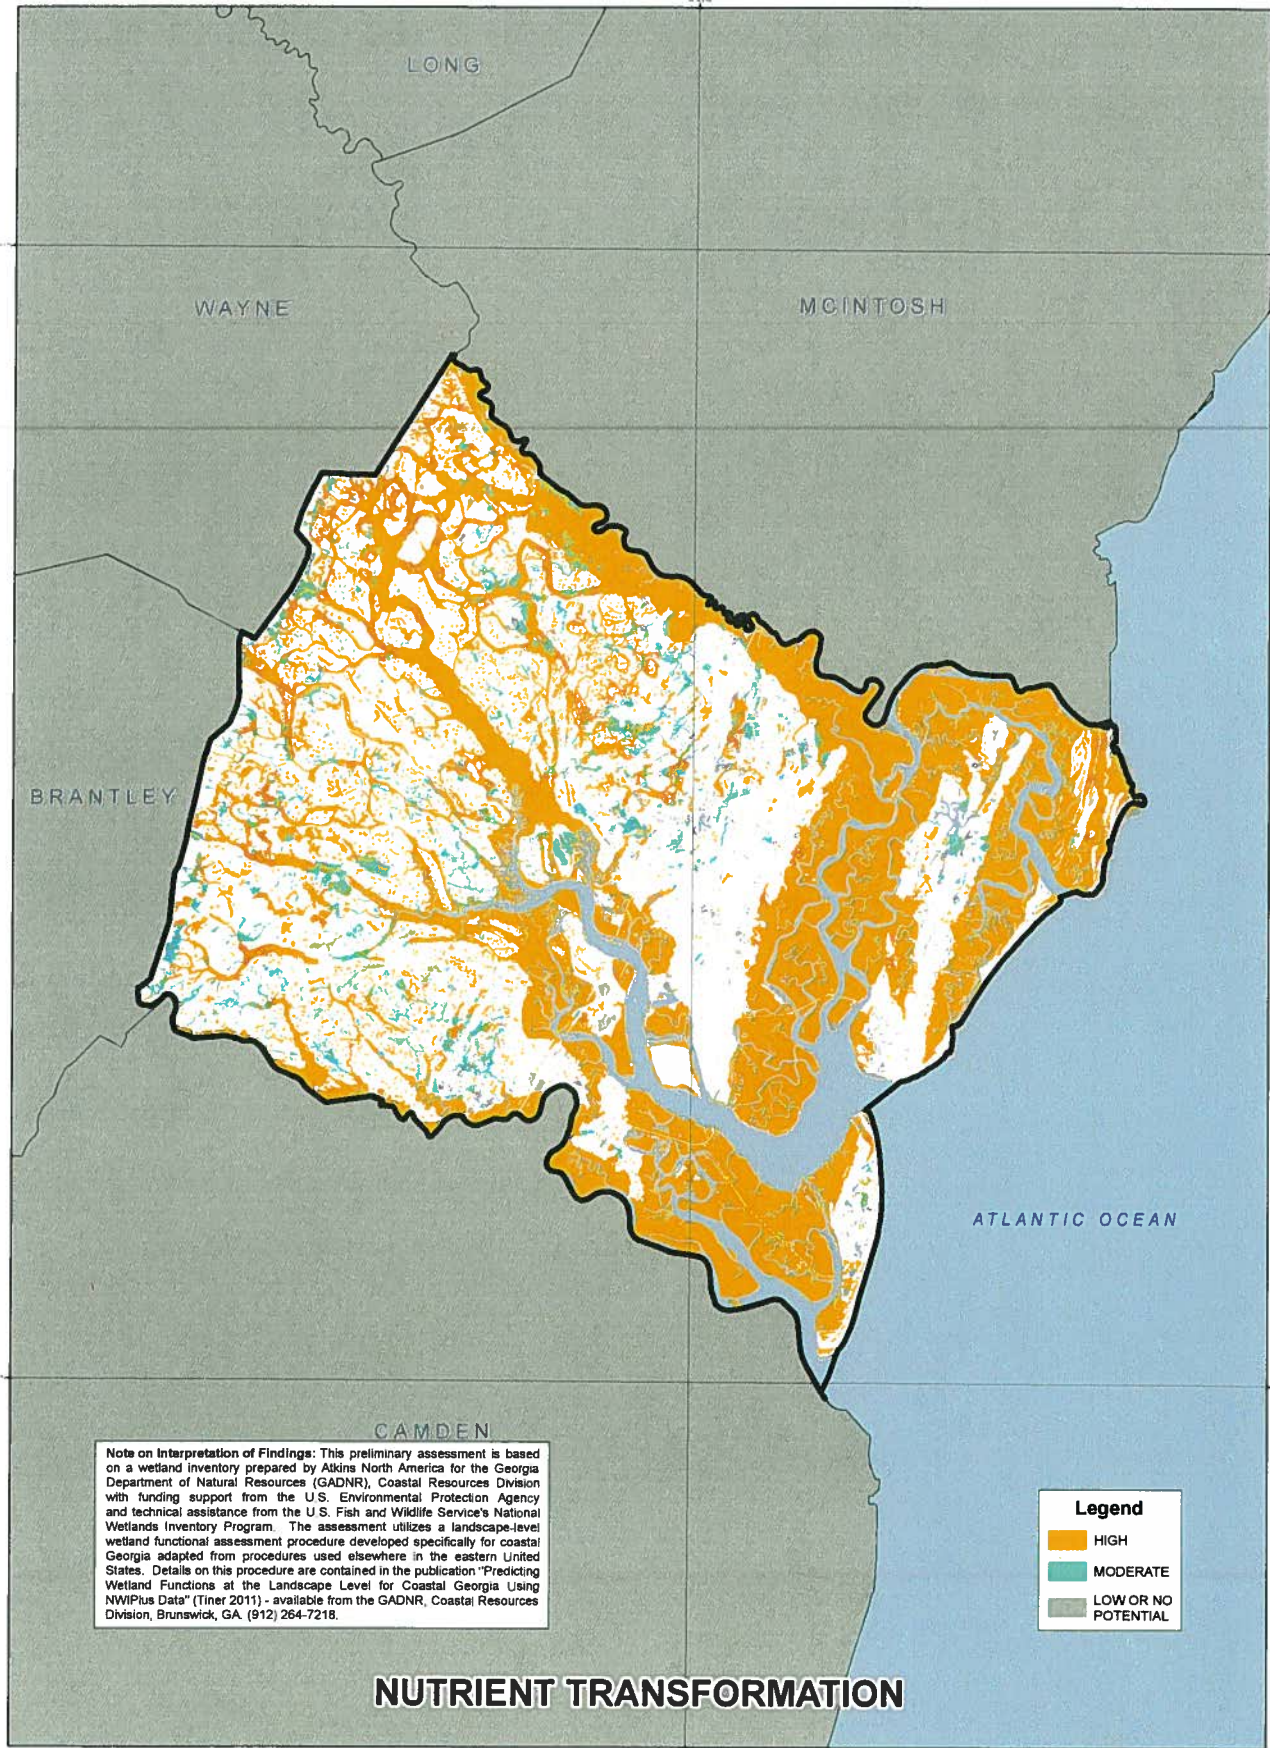 LONG
WAYNE
MCINTOSH
BRANTLEY
ATLANTIC OCEAN
CAMDEN
Note on Interpretation of Findings: This preliminary assessment is based
on a wetland inventory prepared by Atkins North America for the Georgia
Department of Natural Resources (GADNR), Coastal Resources Division
with funding support from the U.S. Environmental Protection Agency
and technical assistance from the U.S. Fish and Wildlife Service's National
Wetlands Inventory Program. The assessment utilizes a landscape-level
wetland functional assessment procedure developed specifically for coastal
Georgia adapted from procedures used elsewhere in the eastern United
States. Details on this procedure are contained in the publication "Predicting
Wetland Functions at the Landscape Level for Coastal Georgia Using
NWIPlus Data" (Tiner 2011) - available from the GADNR, Coastal Resources
Division, Brunswick, GA. (912) 264-7218.
Legend
HIGH
MODERATE
LOW OR NO
POTENTIAL
NUTRIENT TRANSFORMATION